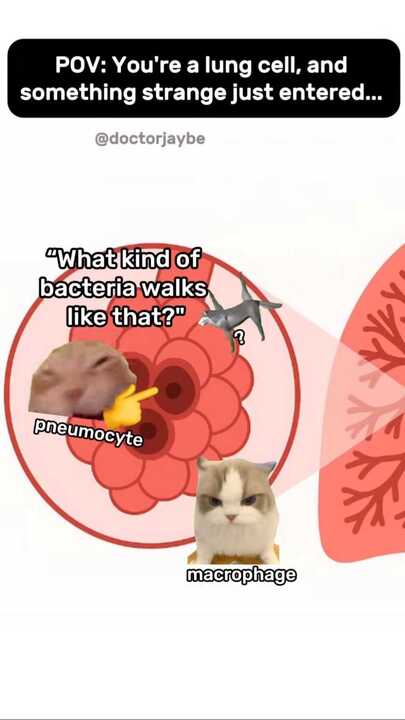 POV: You're a lung cell, and
something strange just entered...
@doctorjaybe
“What kind of
bacteria walks
like that?"
?
pneumocyte
macrophage